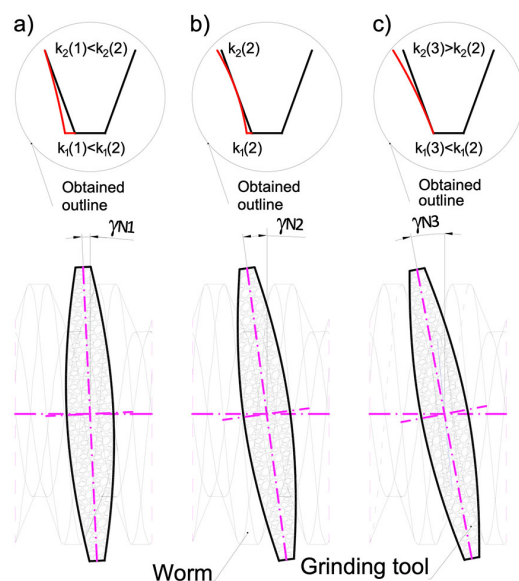 a)
b)
c)
k₂(1)<k₂(2)
k₂(2)
k₂(3)>k₂(2)
k₁(1)<k₁(2)
k₁(2)
k₁(3)<k₁(2)
Obtained
outline
Obtained
outline
Obtained
outline
γN1
γN2
γN3
Worm
Grinding tool